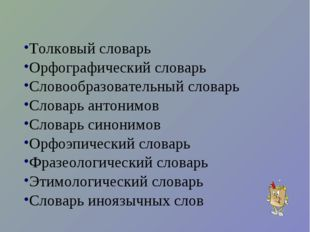 •Толковый словарь
•Орфографический словарь
•Словообразовательный словарь
•Словарь антонимов
•Словарь синонимов
•Орфоэпический словарь
•Фразеологический словарь
•Этимологический словарь
•Словарь иноязычных слов